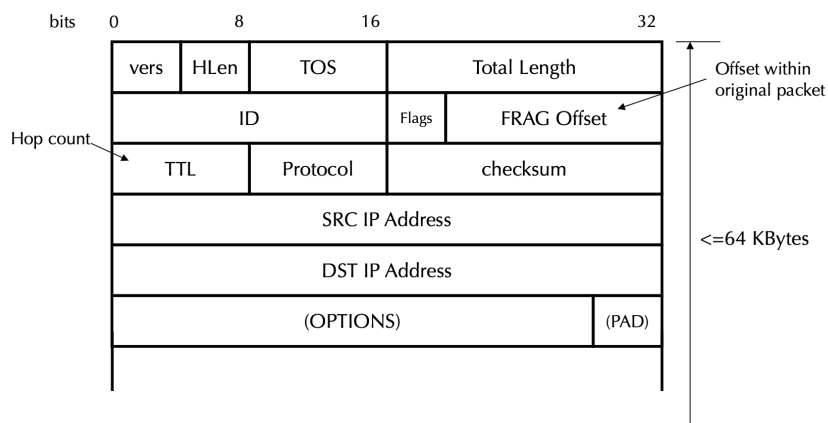 bits 0 8 16 32
vers HLen TOS Total Length
Offset within
original packet
ID Flags FRAG Offset
Hop count
TTL Protocol checksum
SRC IP Address
<=64 KBytes
DST IP Address
(OPTIONS) (PAD)